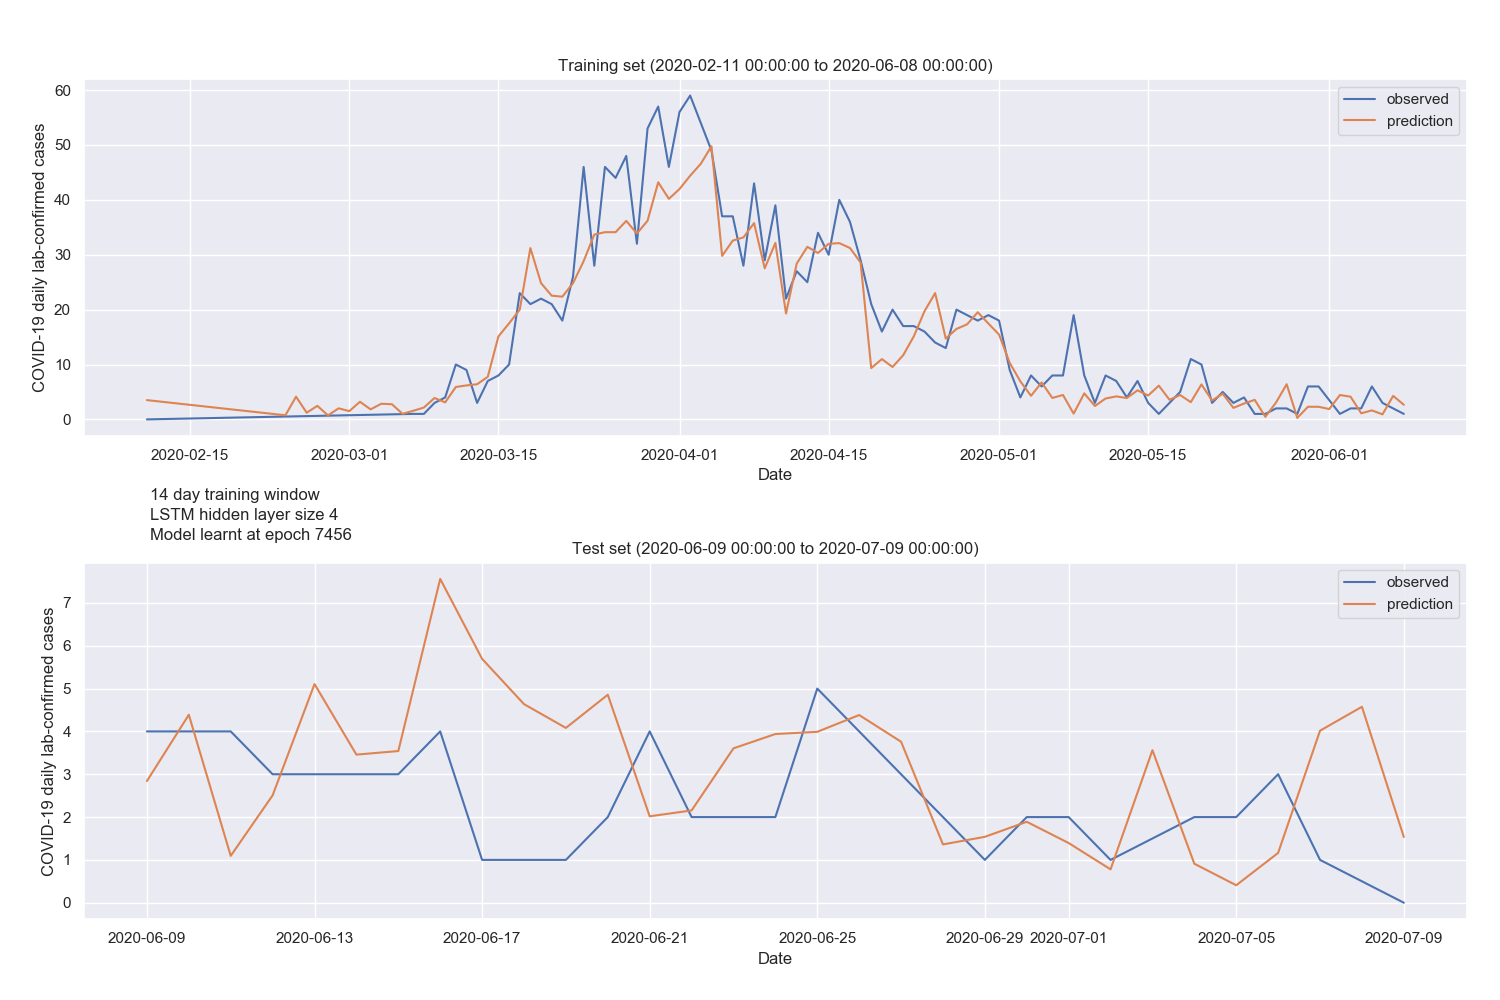 Training set (2020-02-11 00:00:00 to 2020-06-08 00:00:00)
COVID-19 daily lab-confirmed cases
60
50
40
30
20
10
0
observed
prediction
2020-02-15 2020-03-01 2020-03-15 2020-04-01 2020-04-15 2020-05-01 2020-05-15 2020-06-01
Date
14 day training window
LSTM hidden layer size 4
Model learnt at epoch 7456
Test set (2020-06-09 00:00:00 to 2020-07-09 00:00:00)
COVID-19 daily lab-confirmed cases
7
6
5
4
3
2
1
0
observed
prediction
2020-06-09 2020-06-13 2020-06-17 2020-06-21 2020-06-25 2020-06-29 2020-07-01 2020-07-05 2020-07-09
Date